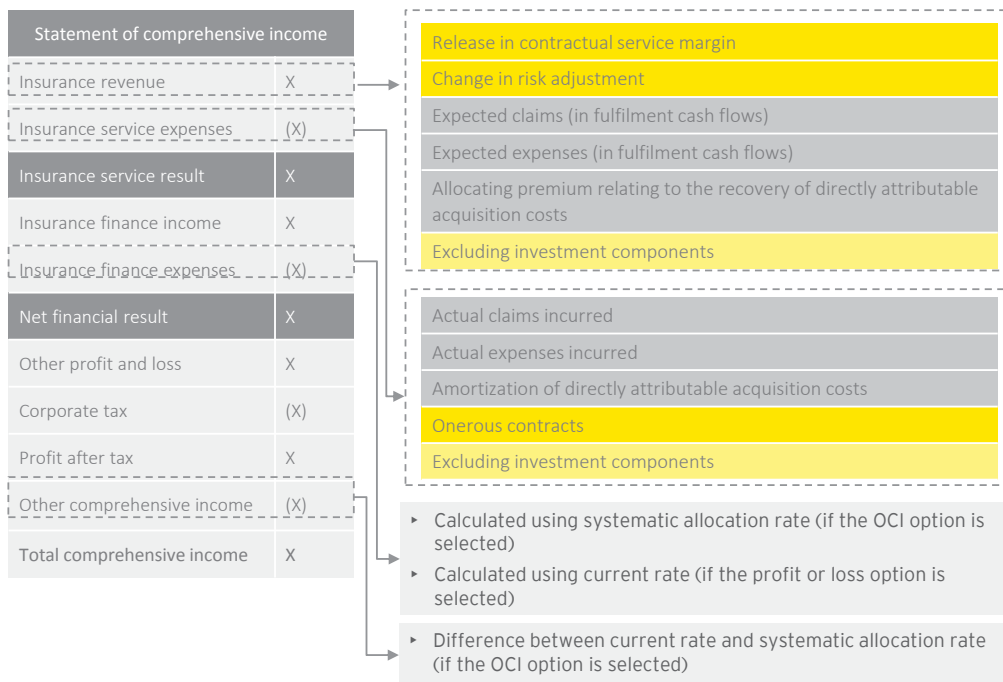 Statement of comprehensive income
Insurance revenue X
Insurance service expenses (X)
Insurance service result X
Insurance finance income X
Insurance finance expenses (X)
Net financial result X
Other profit and loss X
Corporate tax (X)
Profit after tax X
Other comprehensive income (X)
Total comprehensive income X
Release in contractual service margin
Change in risk adjustment
Expected claims (in fulfilment cash flows)
Expected expenses (in fulfilment cash flows)
Allocating premium relating to the recovery of directly attributable
acquisition costs
Excluding investment components
Actual claims incurred
Actual expenses incurred
Amortization of directly attributable acquisition costs
Onerous contracts
Excluding investment components
▸ Calculated using systematic allocation rate (if the OCI option is
selected)
▸ Calculated using current rate (if the profit or loss option is
selected)
▸ Difference between current rate and systematic allocation rate
(if the OCI option is selected)